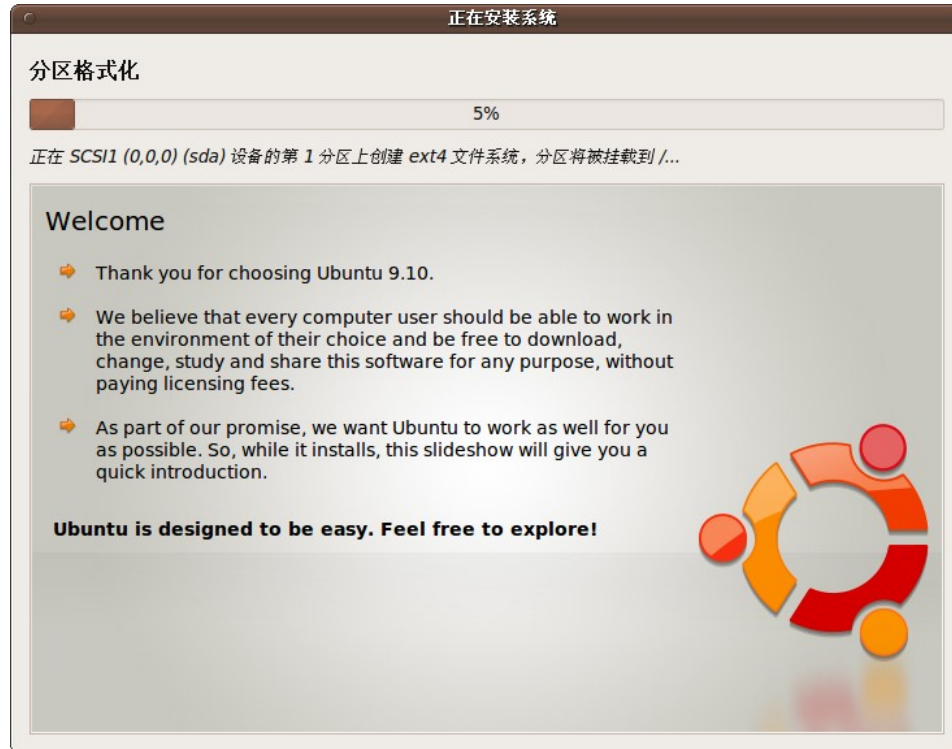 正在安装系统
分区格式化
5%
正在 SCSI1 (0,0,0) (sda) 设备的第 1 分区上创建 ext4 文件系统，分区将被挂载到 /...
Welcome
Thank you for choosing Ubuntu 9.10.
We believe that every computer user should be able to work in
the environment of their choice and be free to download,
change, study and share this software for any purpose, without
paying licensing fees.
As part of our promise, we want Ubuntu to work as well for you
as possible. So, while it installs, this slideshow will give you a
quick introduction.
Ubuntu is designed to be easy. Feel free to explore!